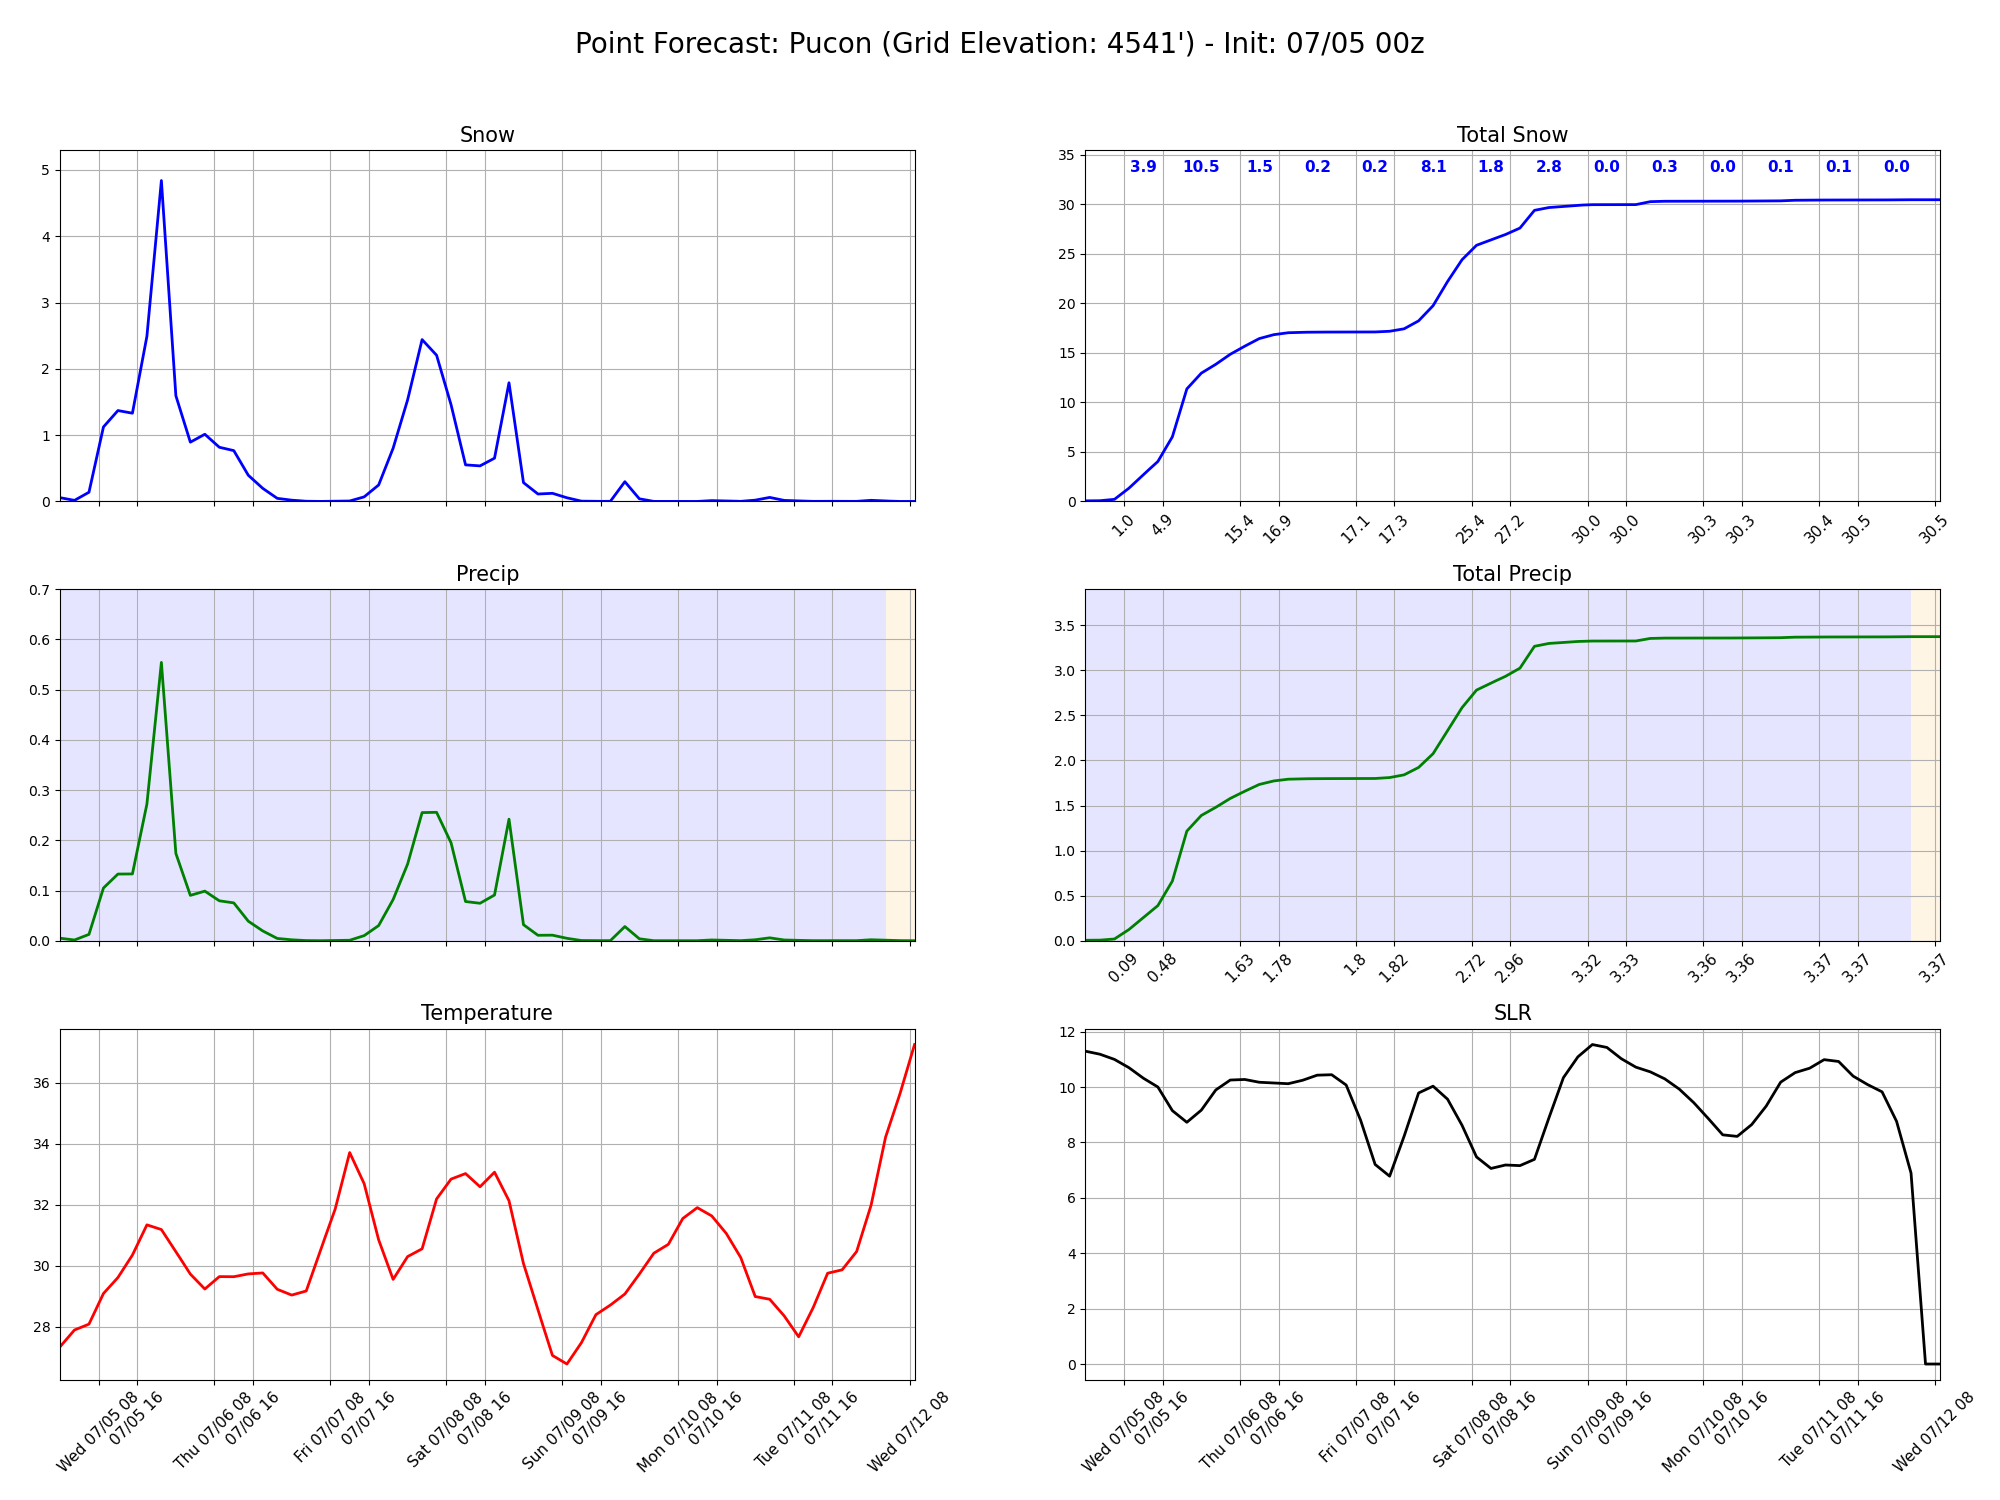 Point Forecast: Pucon (Grid Elevation: 4541') - Init: 07/05 00z
Snow
5
4
3
2
1
0
Total Snow
3.9 10.5 1.5 0.2 0.2 8.1 1.8 2.8 0.0 0.3 0.0 0.1 0.1 0.0
35
30
25
20
15
10
5
0
1.0 4.9 15.4 16.9 17.1 17.3 25.4 27.2 30.0 30.0 30.3 30.3 30.4 30.5 30.5
Precip
0.7
0.6
0.5
0.4
0.3
0.2
0.1
0.0
Total Precip
3.5
3.0
2.5
2.0
1.5
1.0
0.5
0.0
0.09 0.48 1.63 1.78 1.8 1.82 2.72 2.96 3.32 3.33 3.36 3.36 3.37 3.37 3.37
Temperature
36
34
32
30
28
Wed 07/05 08
07/05 16
Thu 07/06 08
07/06 16
Fri 07/07 08
07/07 16
Sat 07/08 08
07/08 16
Sun 07/09 08
07/09 16
Mon 07/10 08
07/10 16
Tue 07/11 08
07/11 16
Wed 07/12 08
SLR
12
10
8
6
4
2
0
Wed 07/05 08
07/05 16
Thu 07/06 08
07/06 16
Fri 07/07 08
07/07 16
Sat 07/08 08
07/08 16
Sun 07/09 08
07/09 16
Mon 07/10 08
07/10 16
Tue 07/11 08
07/11 16
Wed 07/12 08